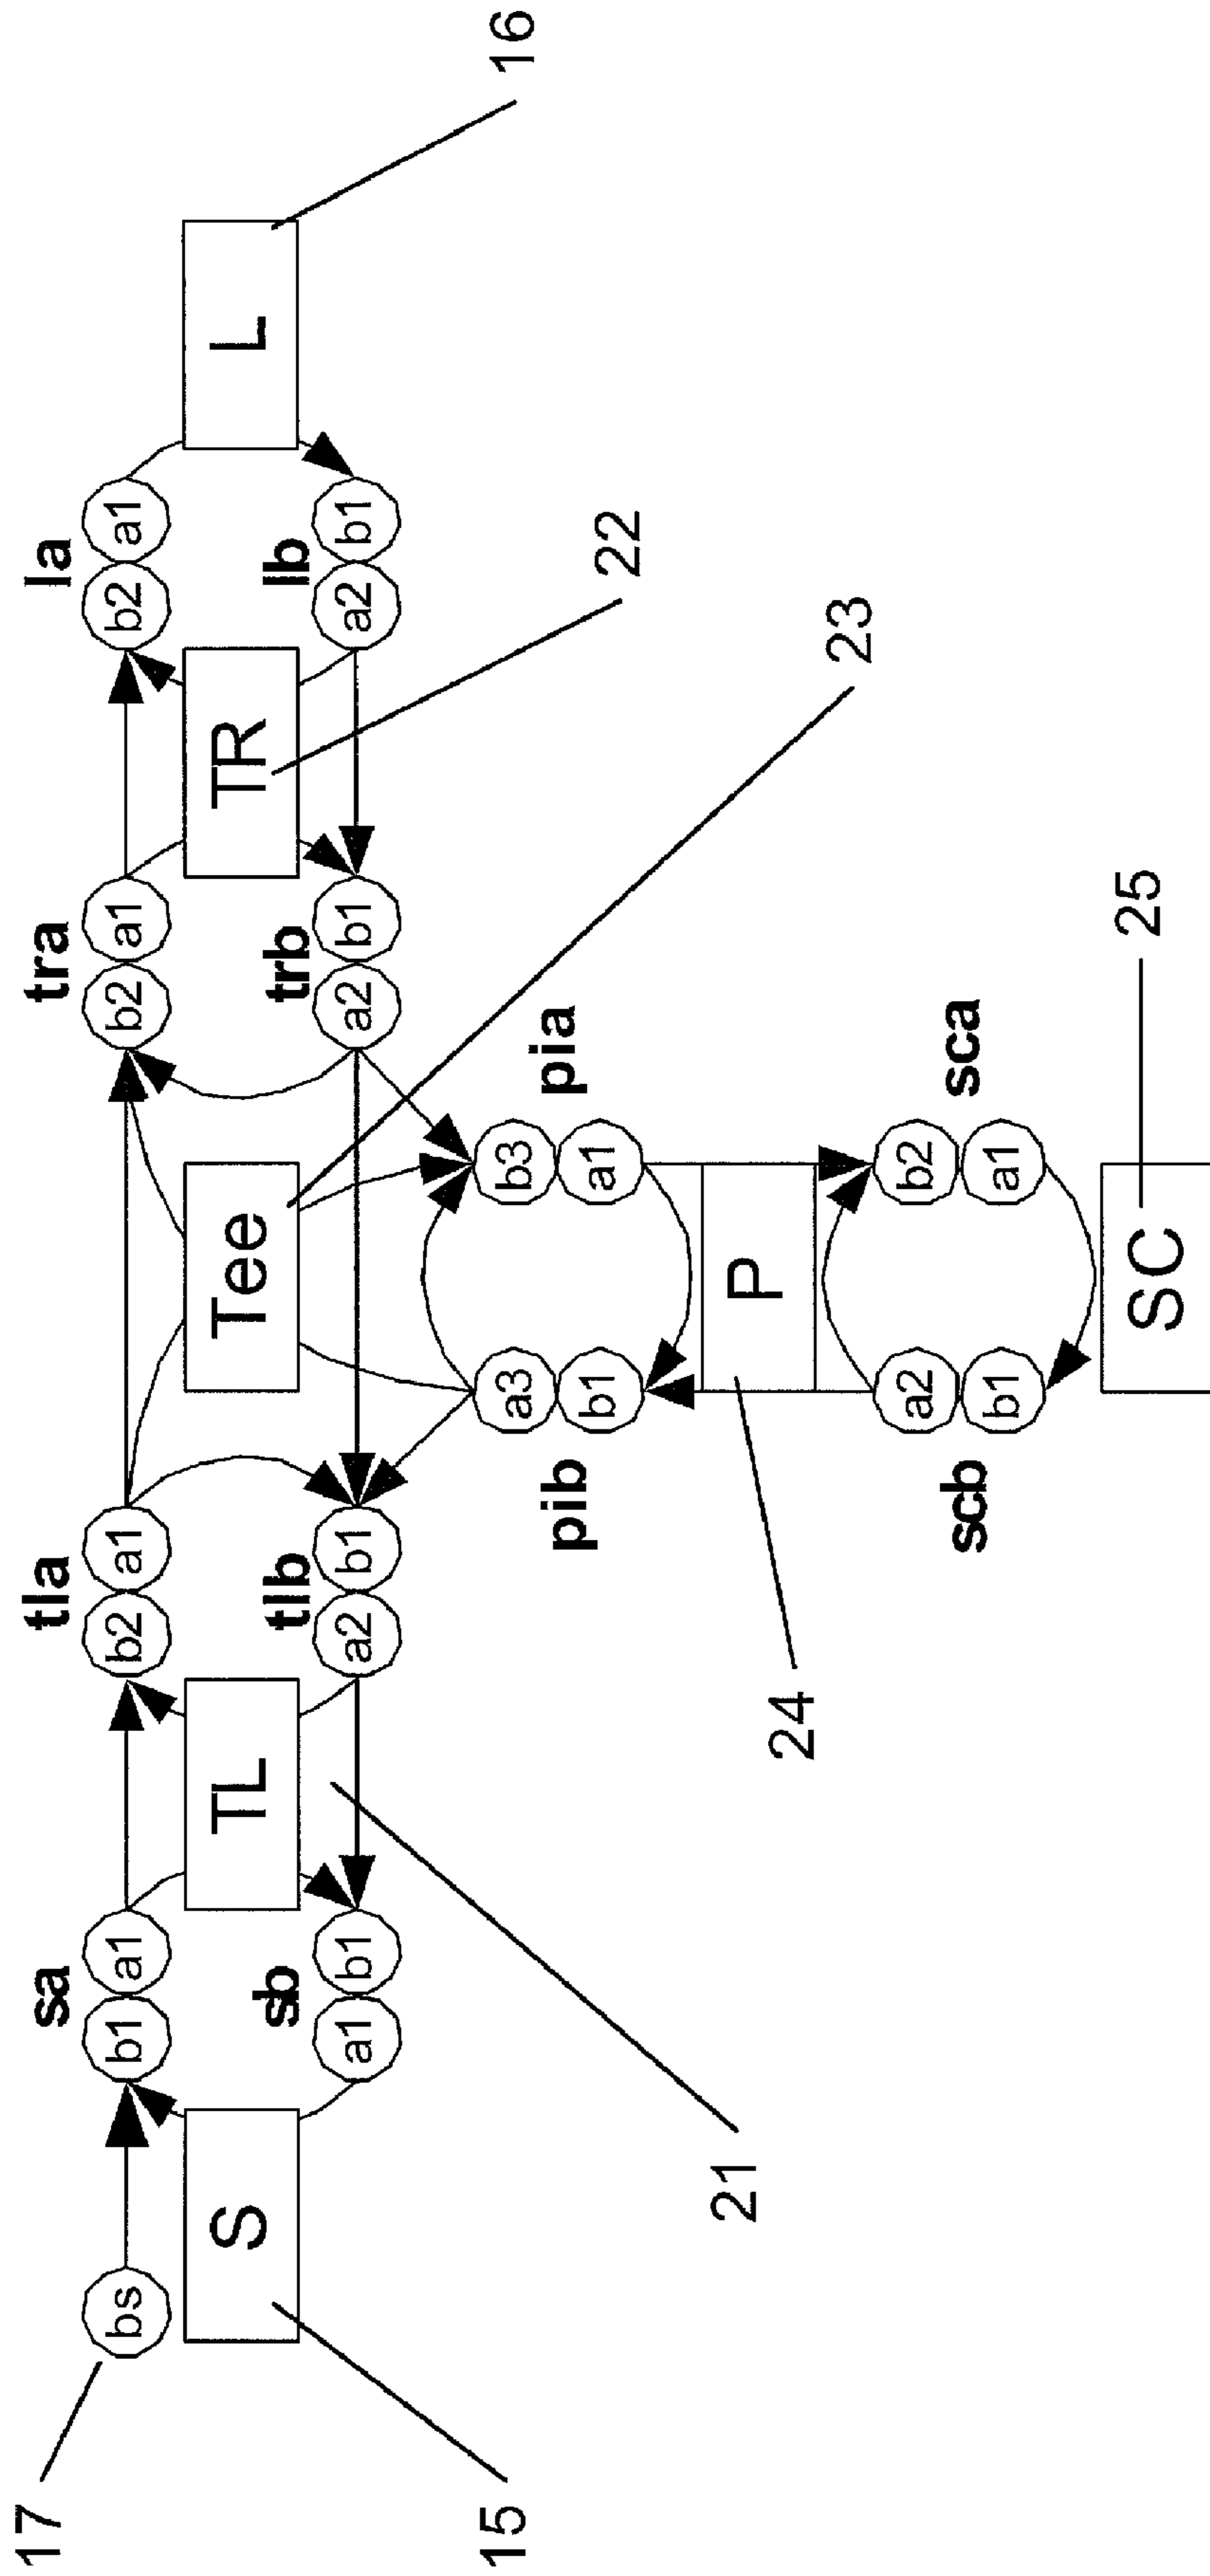 17
bs
S
15
sa
b1 a1
sb
a1 b1
TL
21
tla
b2 a1
tlb
a2 b1
Tee
23
tra
b2 a1
trb
a2 b1
TR
22
la
b2 a1
lb
a2 b1
L
16
pib
a3
b1
pia
b3
a1
P
24
scb
a2
b1
sca
b2
a1
SC
25